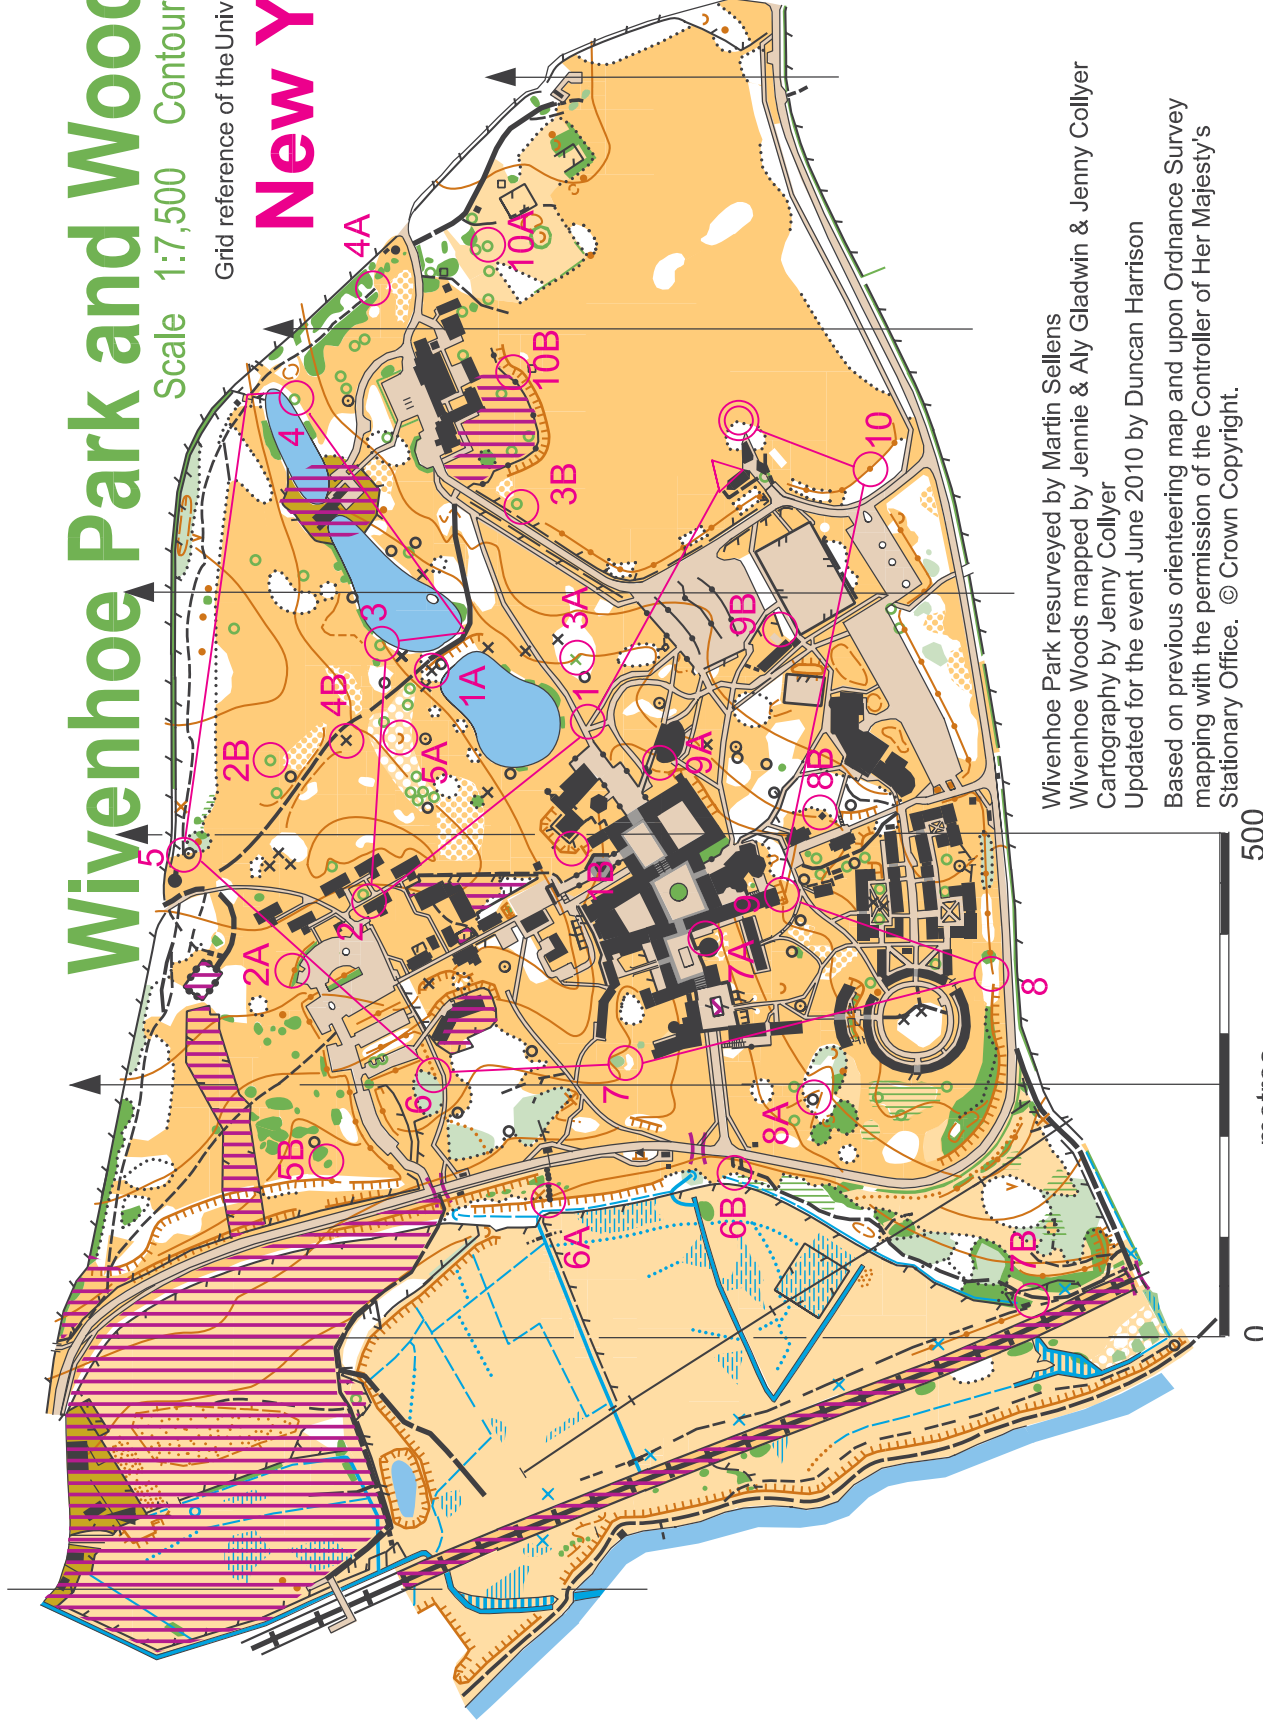 Wivenhoe Park and Wood
Scale 1:7,500 Contour
Grid reference of theUniv
New Y
4A
10A
10B
4
3B
3
3A
9B
10
1A
4B
2B
5A
1
9A
8B
5
1B
2
9
2A
7A
8
6
7
8A
5B
6A
6B
7B
Wivenhoe Park resurveyed by Martin Sellens
Wivenhoe Woods mapped by Jennie & Aly Gladwin & Jenny Collyer
Cartography by Jenny Collyer
Updated for the event June 2010 by Duncan Harrison
Based on previous orienteering map and upon Ordnance Survey
mapping with the permission of the Controller of Her Majesty's
Stationary Office. © Crown Copyright.
0
500